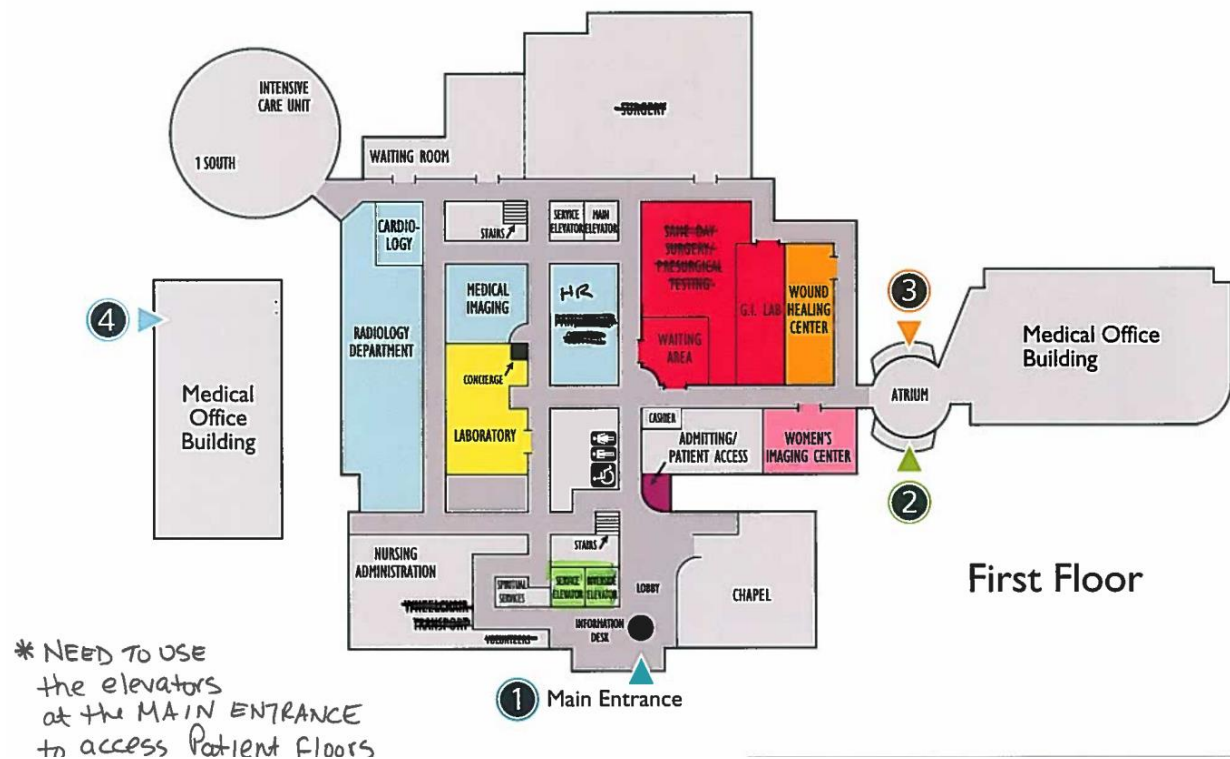 INTENSIVE
CARE UNIT
1 SOUTH
SURGERY
WAITING ROOM
CARDIO-
LOGY
STAIRS
SERVICE
ELEVATOR
MAIN
ELEVATOR
SAME DAY
SURGERY/
PRESURGICAL
TESTING
G.I. LAB
WOUND
HEALING
CENTER
WAITING
AREA
MEDICAL
IMAGING
HR
RADIOLOGY
DEPARTMENT
CONCIERGE
LABORATORY
CASHIER
ADMITTING/
PATIENT ACCESS
WOMEN'S
IMAGING CENTER
3
ATRIUM
2
Medical Office
Building
4
Medical
Office
Building
NURSING
ADMINISTRATION
STAIRS
SPIRITUAL
SERVICES
SERVICE
ELEVATOR
RIVERSIDE
ELEVATOR
LOBBY
CHAPEL
WHEELCHAIR
TRANSPORT
VOLUNTEERS
INFORMATION
DESK
First Floor
1 Main Entrance
* NEED TO USE
the elevators
at the MAIN ENTRANCE
to access Patient Floors